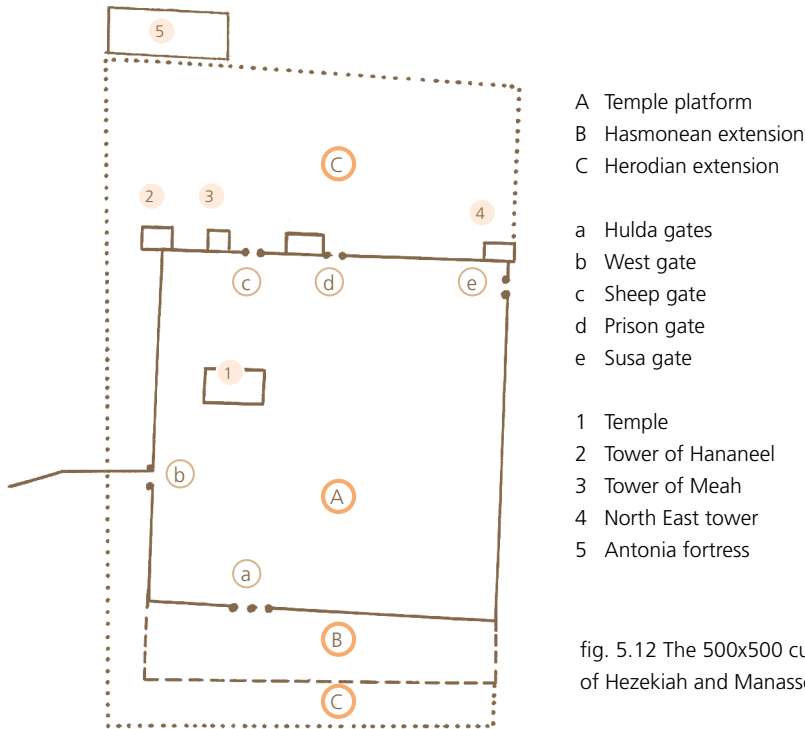 5
A Temple platform
B Hasmonean extension
C Herodian extension
C
2 3
4
a Hulda gates
b West gate
c Sheep gate
d Prison gate
e Susa gate
c d e
1
1 Temple
2 Tower of Hananeel
3 Tower of Meah
4 North East tower
5 Antonia fortress
b
A
a
B
C
fig. 5.12 The 500x500
of Hezekiah and